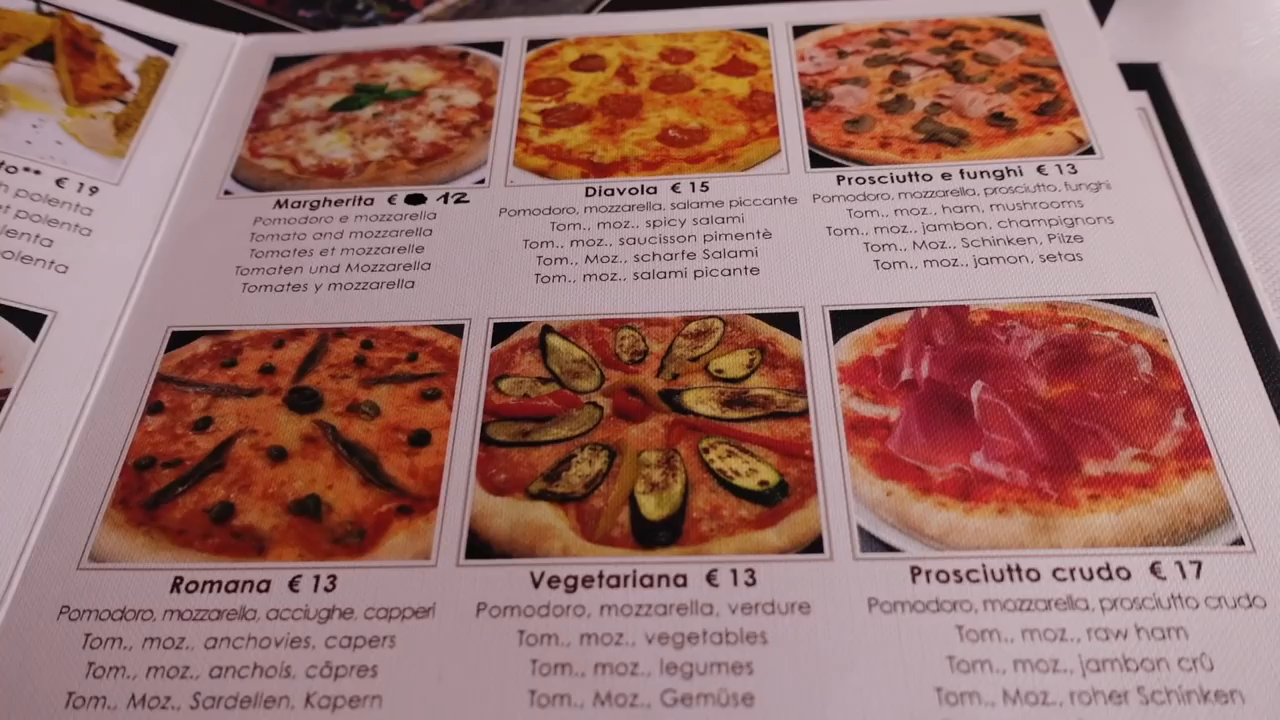 to** € 19
polenta
polenta
Margherita € 12
Pomodoro e mozzarella
Tomato and mozzarella
Tomates et mozzarelle
Tomaten und Mozzarella
Tomates y mozzarella
Diavola € 15
Pomodoro, mozzarella, salame piccante
Tom., moz., spicy salami
Tom., moz., saucisson pimentè
Tom., Moz., scharfe Salami
Tom., moz., salami picante
Prosciutto e funghi € 13
Pomodoro, mozzarella, prosciutto, funghi
Tom., moz., ham, mushrooms
Tom., moz., jambon, champignons
Tom., Moz., Schinken, Pilze
Tom., moz., jamon, setas
Romana € 13
Pomodoro, mozzarella, acciughe, capperi
Tom., moz., anchovies, capers
Tom., moz., anchois, câpres
Tom., Moz., Sardellen, Kapern
Vegetariana € 13
Pomodoro, mozzarella, verdure
Tom., moz., vegetables
Tom., moz., legumes
Tom., Moz., Gemüse
Prosciutto crudo € 17
Pomodoro, mozzarella, prosciutto crudo
Tom., moz., raw ham
Tom., moz., jambon crû
Tom., Moz., roher Schinken